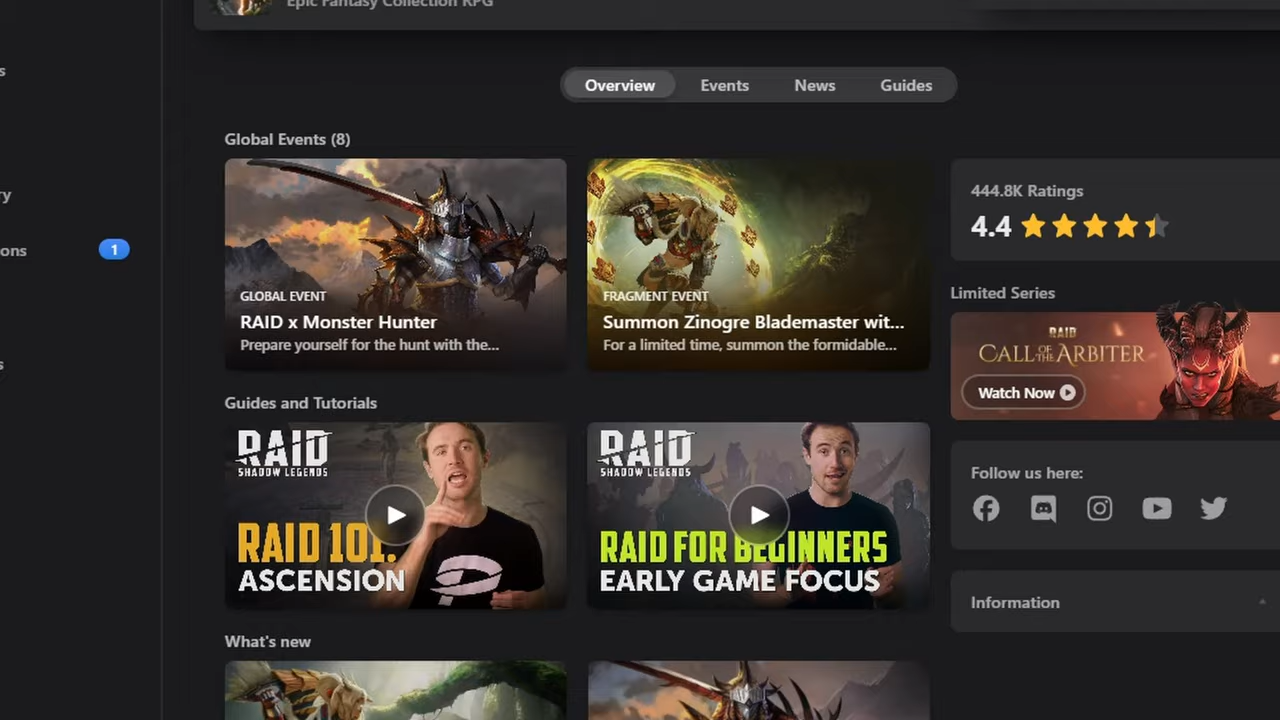 Epic Fantasy Collection RPG
s
ry
ons
1
s
Overview
Events
News
Guides
Global Events (8)
GLOBAL EVENT
RAID x Monster Hunter
Prepare yourself for the hunt with the...
FRAGMENT EVENT
Summon Zinogre Blademaster wit...
For a limited time, summon the formidable...
444.8K Ratings
4.4
Limited Series
RAID
CALL OF THE ARBITER
Watch Now
Guides and Tutorials
RAID
SHADOW LEGENDS
RAID 101:
ASCENSION
RAID
SHADOW LEGENDS
RAID FOR BEGINNERS
EARLY GAME FOCUS
Follow us here:
Information
What's new